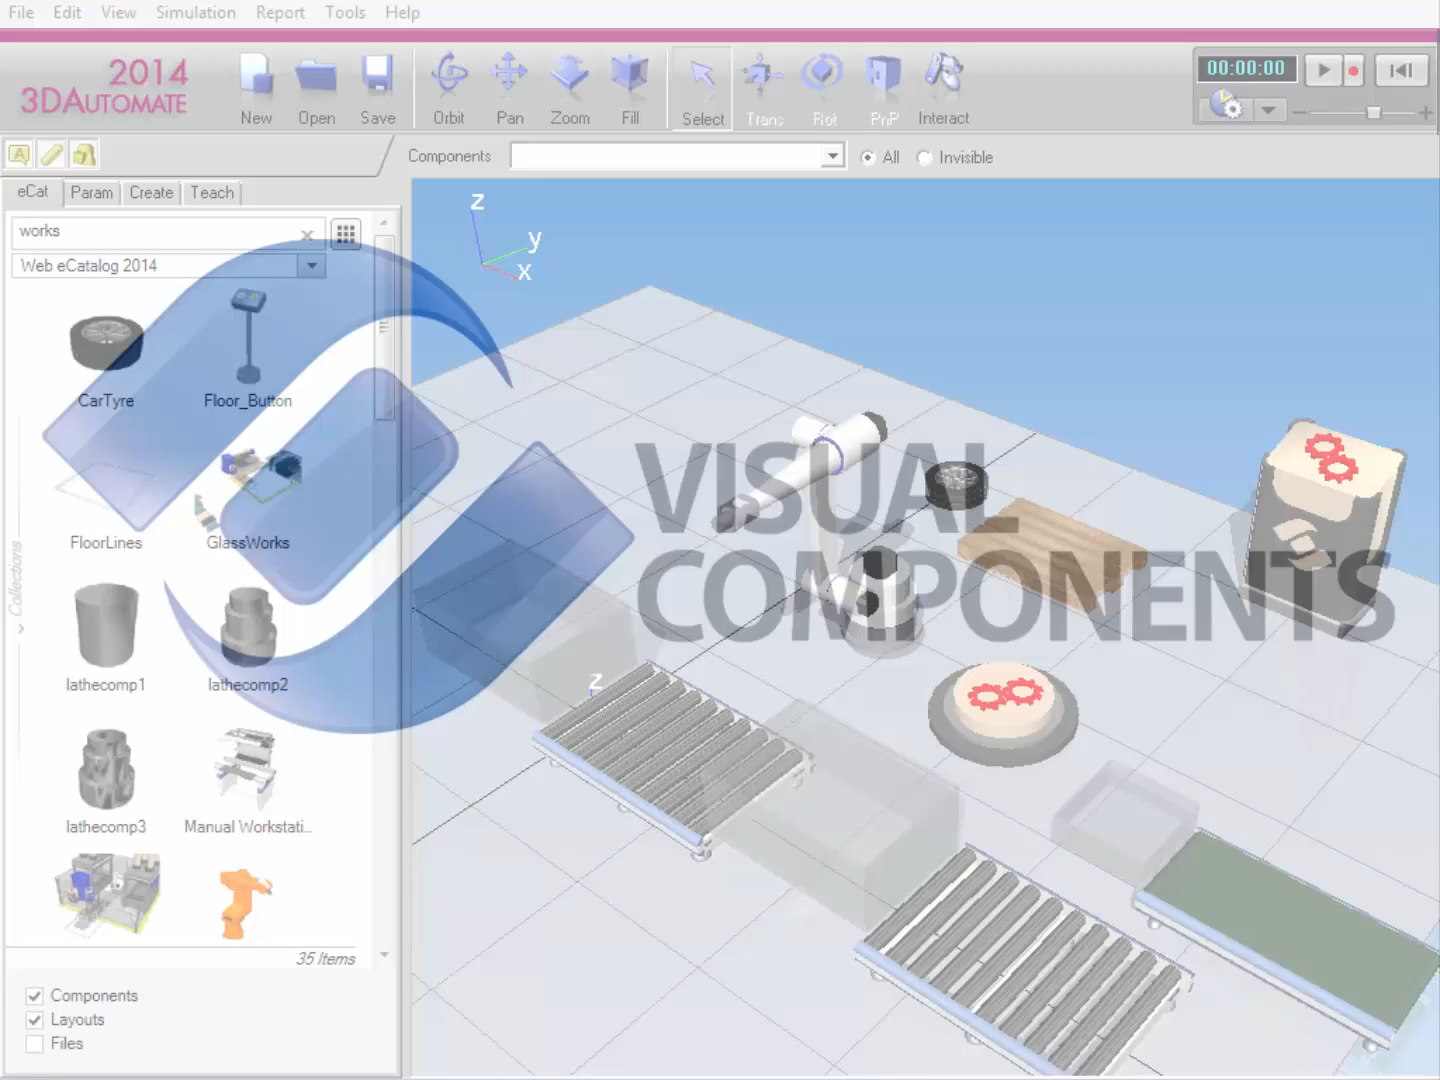 File Edit View Simulation Report Tools Help
2014
3DAUTOMATE
New Open Save Orbit Pan Zoom Fill Select Trans Rot PnP Interact
00:00:00
Components All Invisible
eCat Param Create Teach
works
Web eCatalog 2014
CarTyre Floor_Button
FloorLines GlassWorks
Collections
lathecomp1 lathecomp2
lathecomp3 Manual Workstati...
35 Items
Components
Layouts
Files
z
y
x
z
VISUAL
COMPONENTS